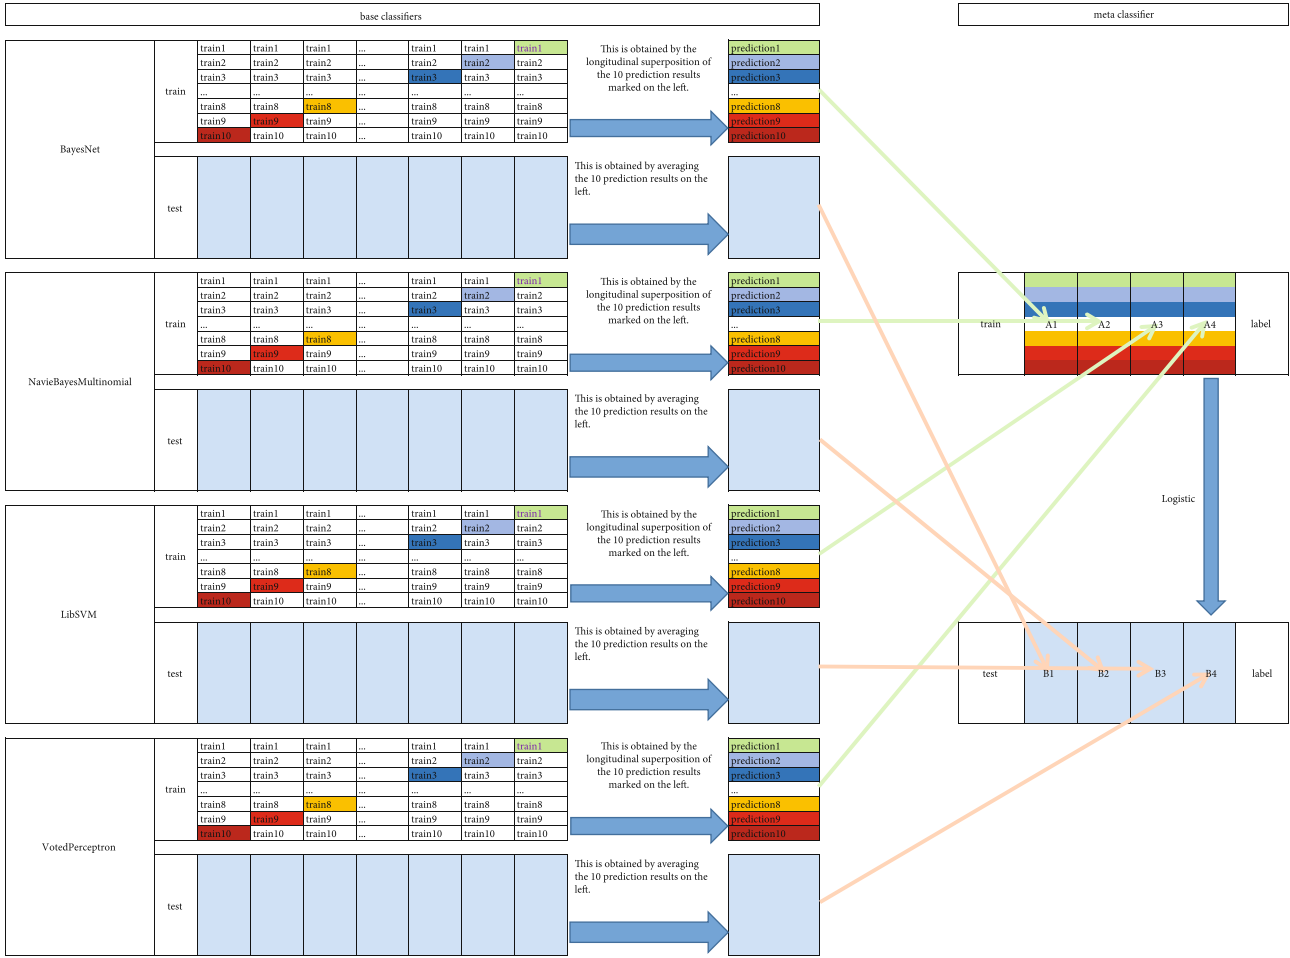 base classifiers
meta classifier
BayesNet
train
train1 train1 train1 ... train1 train1 train1
train2 train2 train2 ... train2 train2 train2
train3 train3 train3 ... train3 train3 train3
... ... ... ... ... ... ...
train8 train8 train8 ... train8 train8 train8
train9 train9 train9 ... train9 train9 train9
train10 train10 train10 ... train10 train10 train10
This is obtained by the
longitudinal superposition of
the 10 prediction results
marked on the left.
prediction1
prediction2
prediction3
...
prediction8
prediction9
prediction10
test
This is obtained by averaging
the 10 prediction results on the
left.
NavieBayesMultinomial
train
train1 train1 train1 ... train1 train1 train1
train2 train2 train2 ... train2 train2 train2
train3 train3 train3 ... train3 train3 train3
... ... ... ... ... ... ...
train8 train8 train8 ... train8 train8 train8
train9 train9 train9 ... train9 train9 train9
train10 train10 train10 ... train10 train10 train10
This is obtained by the
longitudinal superposition of
the 10 prediction results
marked on the left.
prediction1
prediction2
prediction3
...
prediction8
prediction9
prediction10
test
This is obtained by averaging
the 10 prediction results on the
left.
LibSVM
train
train1 train1 train1 ... train1 train1 train1
train2 train2 train2 ... train2 train2 train2
train3 train3 train3 ... train3 train3 train3
... ... ... ... ... ... ...
train8 train8 train8 ... train8 train8 train8
train9 train9 train9 ... train9 train9 train9
train10 train10 train10 ... train10 train10 train10
This is obtained by the
longitudinal superposition of
the 10 prediction results
marked on the left.
prediction1
prediction2
prediction3
...
prediction8
prediction9
prediction10
test
This is obtained by averaging
the 10 prediction results on the
left.
VotedPerceptron
train
train1 train1 train1 ... train1 train1 train1
train2 train2 train2 ... train2 train2 train2
train3 train3 train3 ... train3 train3 train3
... ... ... ... ... ... ...
train8 train8 train8 ... train8 train8 train8
train9 train9 train9 ... train9 train9 train9
train10 train10 train10 ... train10 train10 train10
This is obtained by the
longitudinal superposition of
the 10 prediction results
marked on the left.
prediction1
prediction2
prediction3
...
prediction8
prediction9
prediction10
test
This is obtained by averaging
the 10 prediction results on the
left.
train A1 A2 A3 A4 label
Logistic
test B1 B2 B3 B4 label